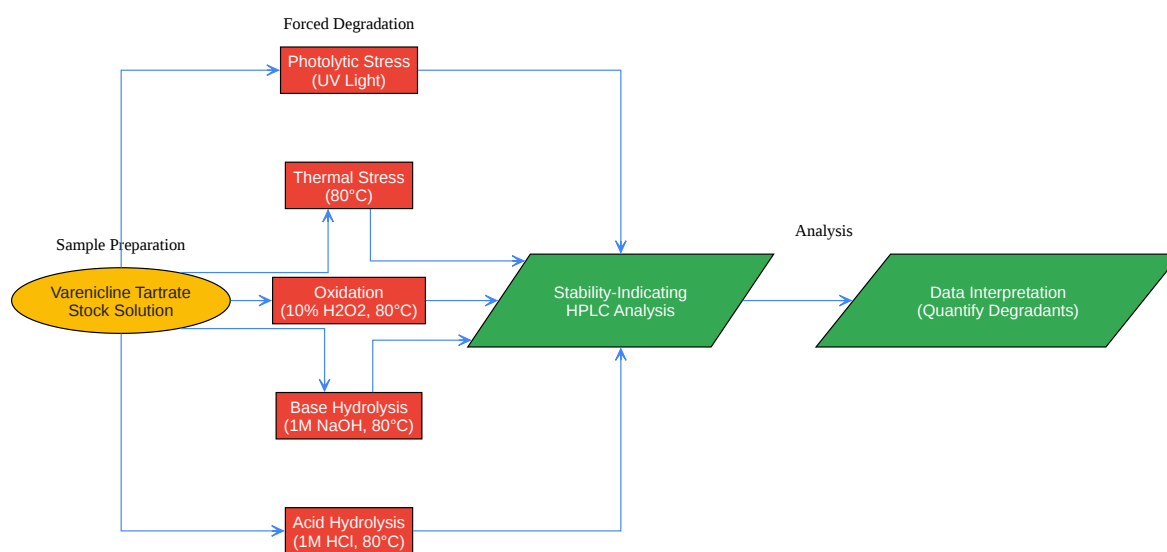 Forced Degradation
Photolytic Stress
(UV Light)
Thermal Stress
(80°C)
Sample Preparation
Varenicline Tartrate
Stock Solution
Oxidation
(10% H2O2, 80°C)
Base Hydrolysis
(1M NaOH, 80°C)
Acid Hydrolysis
(1M HCl, 80°C)
Stability-Indicating
HPLC Analysis
Analysis
Data Interpretation
(Quantify Degradants)